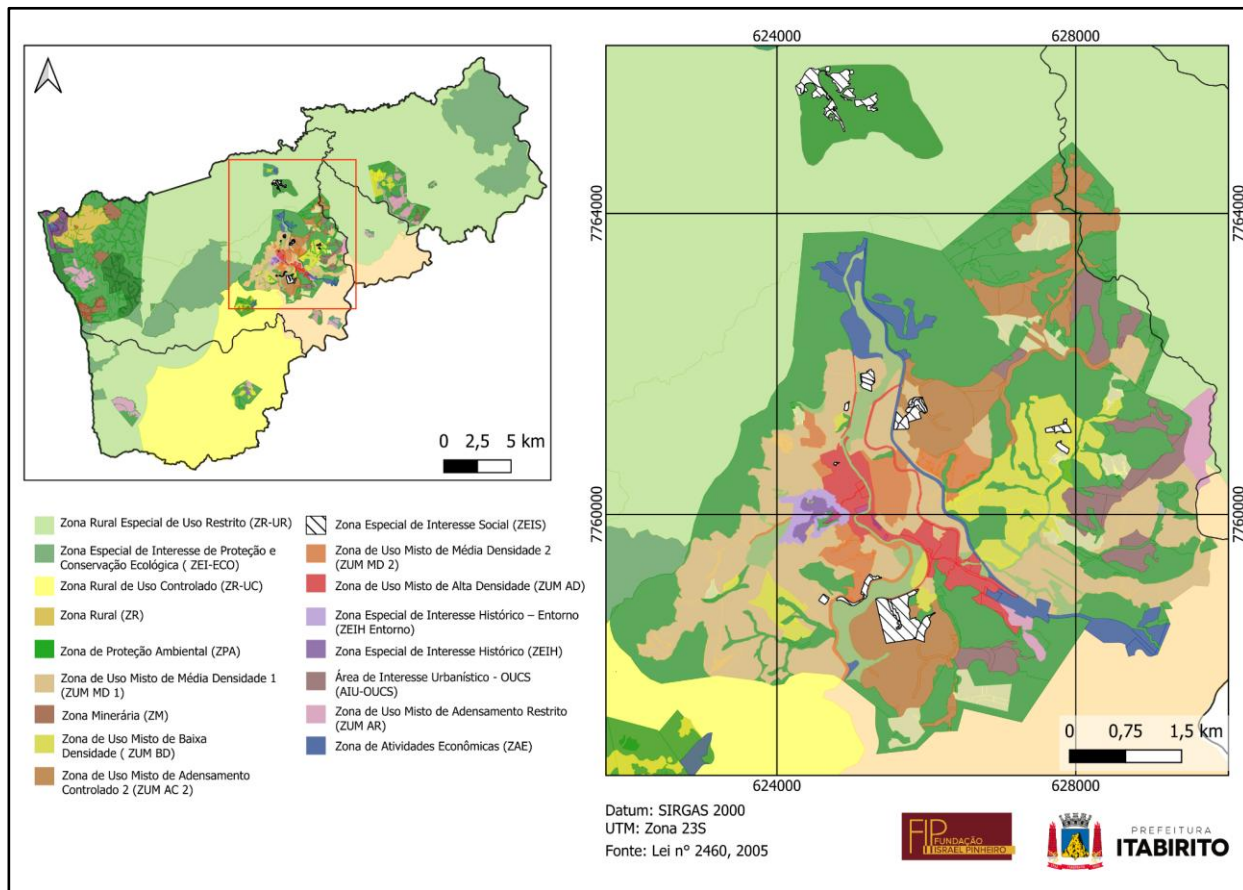 624000
628000
7764000
7764000
7760000
7760000
0 2,5 5 km
0 0,75 1,5 km
624000
628000
Zona Rural Especial de Uso Restrito (ZR-UR)
Zona Especial de Interesse de Proteção e
Conservação Ecológica ( ZEI-ECO)
Zona Rural de Uso Controlado (ZR-UC)
Zona Rural (ZR)
Zona de Proteção Ambiental (ZPA)
Zona de Uso Misto de Média Densidade 1
(ZUM MD 1)
Zona Minerária (ZM)
Zona de Uso Misto de Baixa
Densidade ( ZUM BD)
Zona de Uso Misto de Adensamento
Controlado 2 (ZUM AC 2)
Zona Especial de Interesse Social (ZEIS)
Zona de Uso Misto de Média Densidade 2
(ZUM MD 2)
Zona de Uso Misto de Alta Densidade (ZUM AD)
Zona Especial de Interesse Histórico – Entorno
(ZEIH Entorno)
Zona Especial de Interesse Histórico (ZEIH)
Área de Interesse Urbanístico - OUCS
(AIU-OUCS)
Zona de Uso Misto de Adensamento Restrito
(ZUM AR)
Zona de Atividades Econômicas (ZAE)
Datum: SIRGAS 2000
UTM: Zona 23S
Fonte: Lei n° 2460, 2005
FIP
FUNDAÇÃO
ISRAEL PINHEIRO
PREFEITURA
ITABIRITO